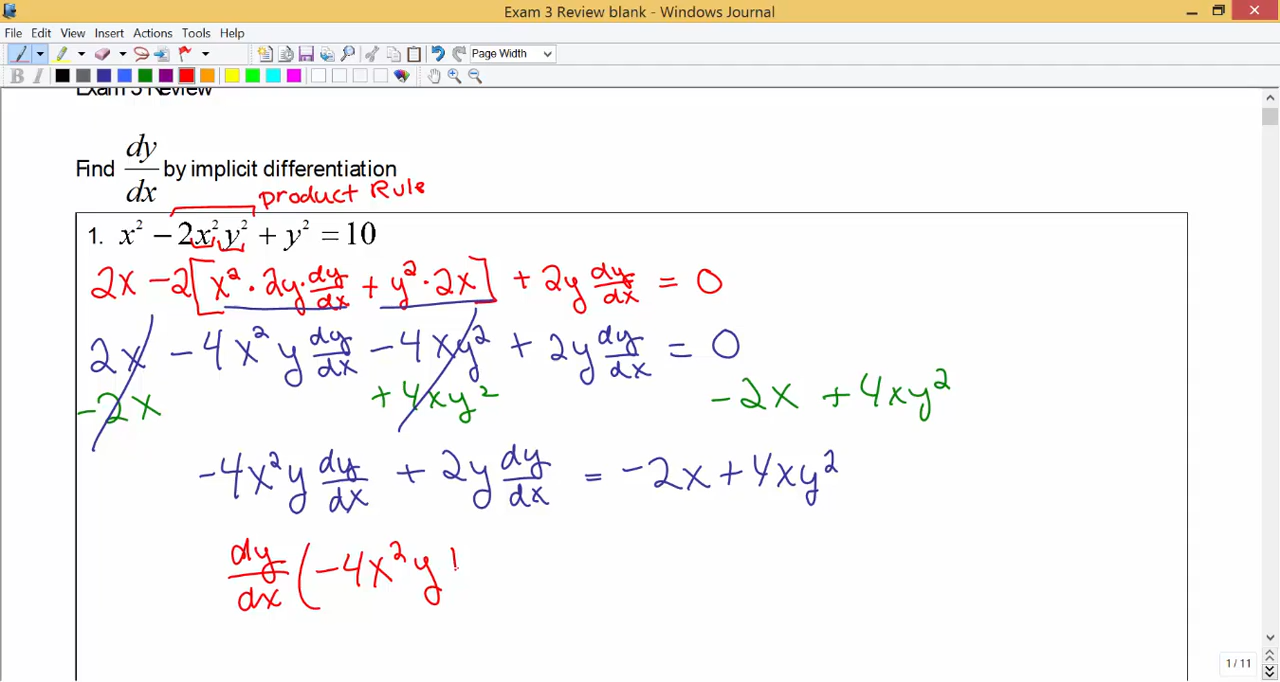 Exam 3 Review blank - Windows Journal
File Edit View Insert Actions Tools Help
Page Width
B I
Exam 3 Review
Find dy/dx by implicit differentiation
product Rule
1. x² − 2x²y² + y² = 10
2x − 2[x² · 2y · dy/dx + y² · 2x] + 2y dy/dx = 0
2x − 4x²y dy/dx − 4xy² + 2y dy/dx = 0
−2x +4xy² −2x + 4xy²
−4x²y dy/dx + 2y dy/dx = −2x + 4xy²
dy/dx (−4x²y
1 / 11